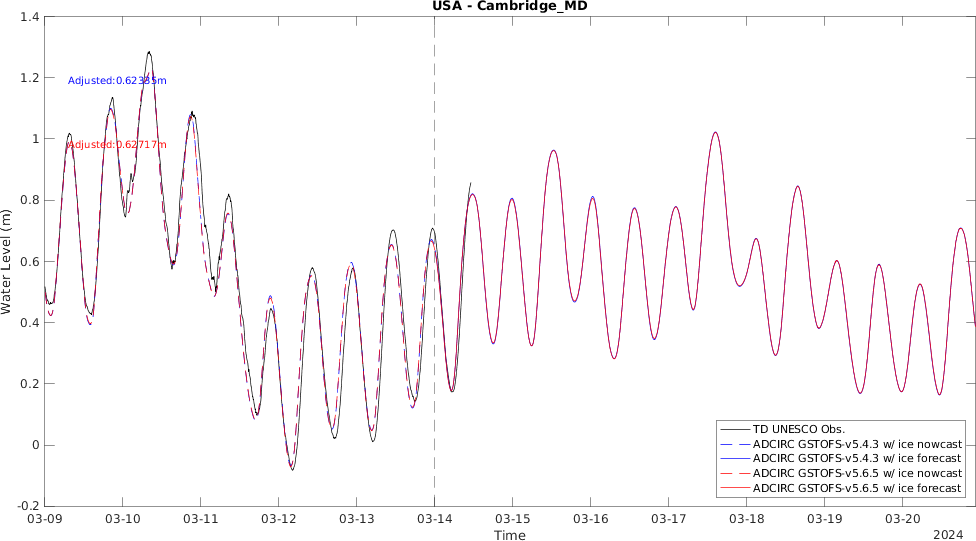 USA - Cambridge_MD
1.4
1.2
1
0.8
0.6
0.4
0.2
0
-0.2
Water Level (m)
Adjusted:0.62335m
Adjusted:0.62717m
TD UNESCO Obs.
ADCIRC GSTOFS-v5.4.3 w/ ice nowcast
ADCIRC GSTOFS-v5.4.3 w/ ice forecast
ADCIRC GSTOFS-v5.6.5 w/ ice nowcast
ADCIRC GSTOFS-v5.6.5 w/ ice forecast
03-09 03-10 03-11 03-12 03-13 03-14 03-15 03-16 03-17 03-18 03-19 03-20
Time
2024